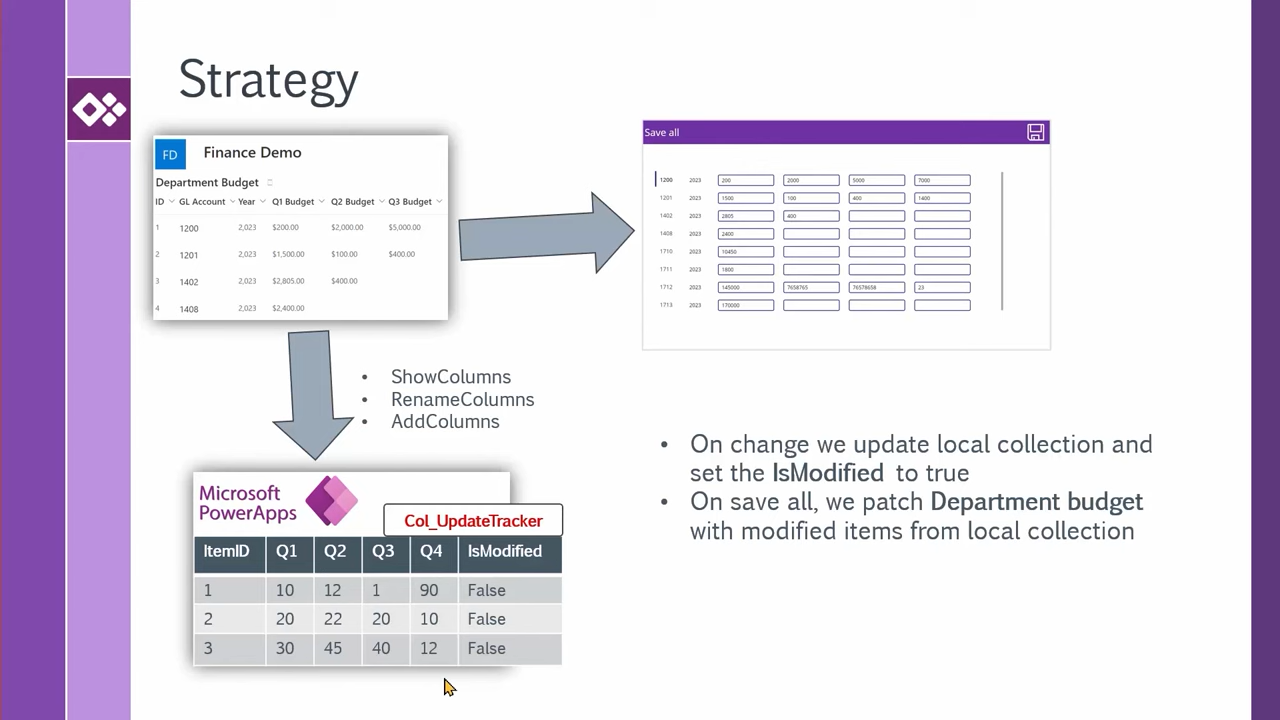 Strategy
FD Finance Demo
Department Budget
ID GL Account Year Q1 Budget Q2 Budget Q3 Budget
1 1200 2,023 $200.00 $2,000.00 $5,000.00
2 1201 2,023 $1,500.00 $100.00 $400.00
3 1402 2,023 $2,805.00 $400.00
4 1408 2,023 $2,400.00
Save all
1200 2023 200 2000 5000 7000
1201 2023 1500 100 400 1400
1402 2023 2805 400
1408 2023 2400
1710 2023 10450
1711 2023 1800
1712 2023 145000 7658765 76578658 23
1713 2023 170000
• ShowColumns
• RenameColumns
• AddColumns
Microsoft
PowerApps
Col_UpdateTracker
ItemID Q1 Q2 Q3 Q4 IsModified
1 10 12 1 90 False
2 20 22 20 10 False
3 30 45 40 12 False
• On change we update local collection and
set the IsModified to true
• On save all, we patch Department budget
with modified items from local collection